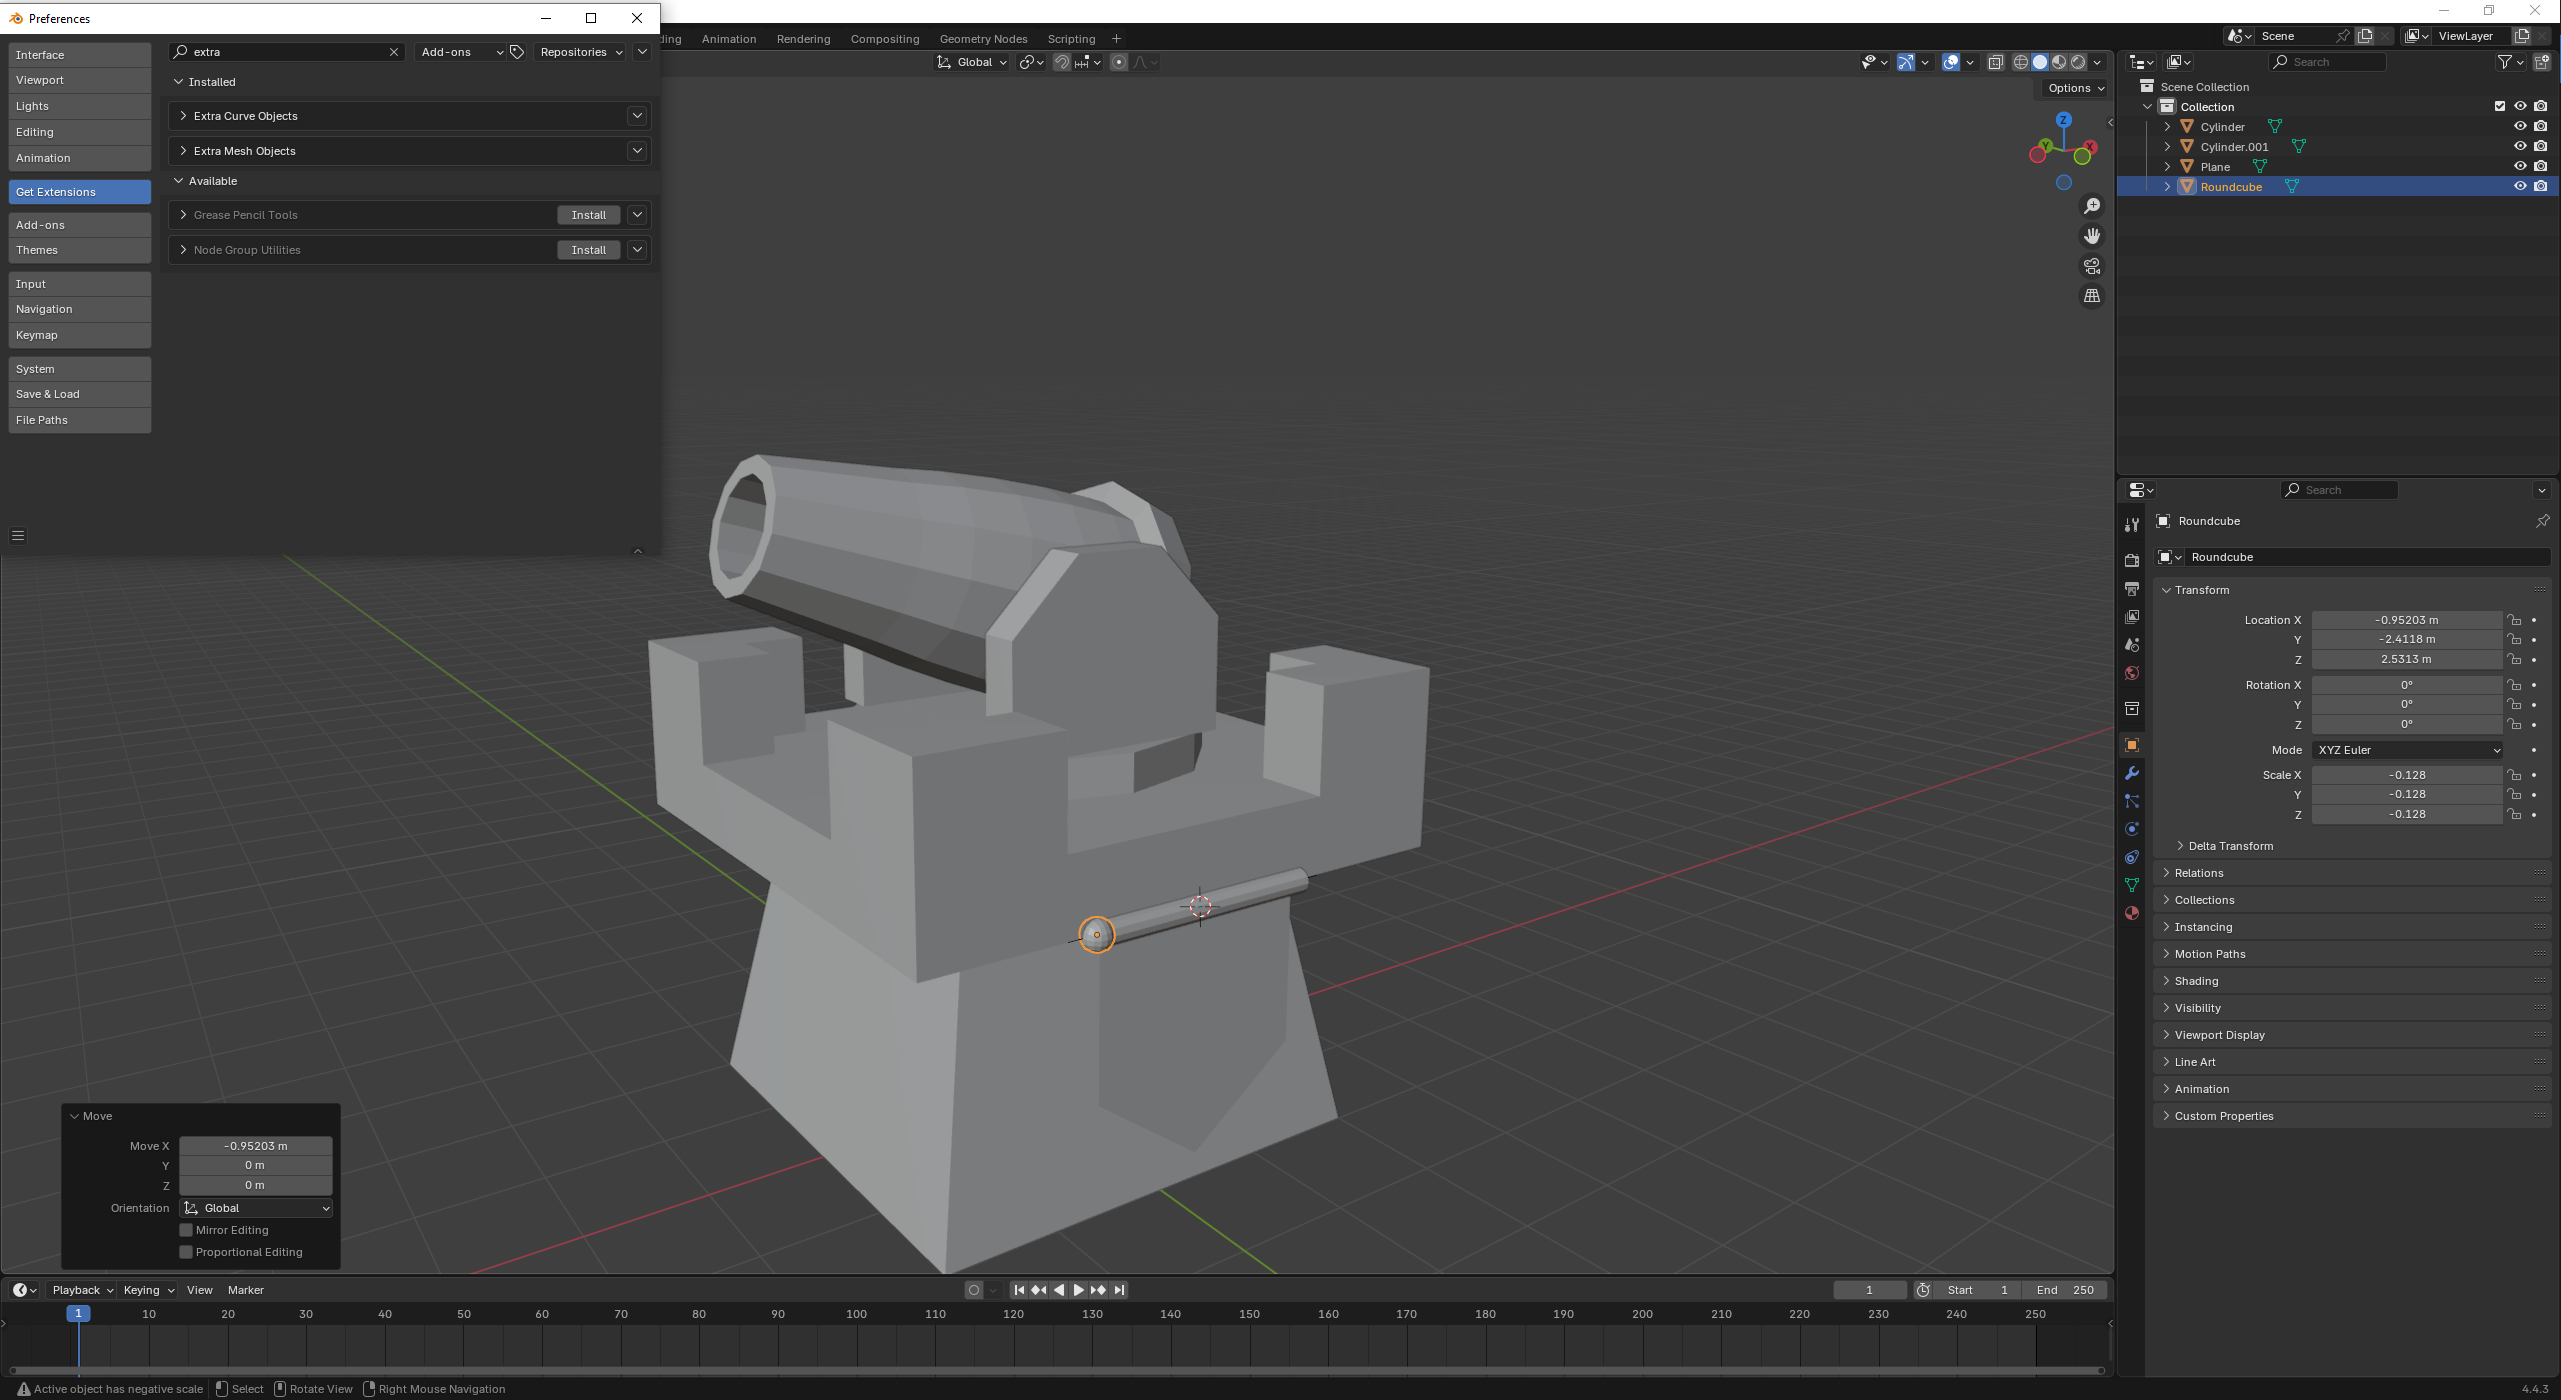 Preferences
Interface
Viewport
Lights
Editing
Animation
Get Extensions
Add-ons
Themes
Input
Navigation
Keymap
System
Save & Load
File Paths
extra Add-ons Repositories
Installed
Extra Curve Objects
Extra Mesh Objects
Available
Grease Pencil Tools Install
Node Group Utilities Install
ding Animation Rendering Compositing Geometry Nodes Scripting
Scene ViewLayer
Global
Options
Z
Y
X
Search
Scene Collection
Collection
Cylinder
Cylinder.001
Plane
Roundcube
Search
Roundcube
Roundcube
Transform
Location X -0.95203 m
Y -2.4118 m
Z 2.5313 m
Rotation X 0°
Y 0°
Z 0°
Mode XYZ Euler
Scale X -0.128
Y -0.128
Z -0.128
Delta Transform
Relations
Collections
Instancing
Motion Paths
Shading
Visibility
Viewport Display
Line Art
Animation
Custom Properties
Move
Move X -0.95203 m
Y 0 m
Z 0 m
Orientation Global
Mirror Editing
Proportional Editing
Playback Keying View Marker 1 Start 1 End 250
1 10 20 30 40 50 60 70 80 90 100 110 120 130 140 150 160 170 180 190 200 210 220 230 240 250
Active object has negative scale Select Rotate View Right Mouse Navigation 4.4.3